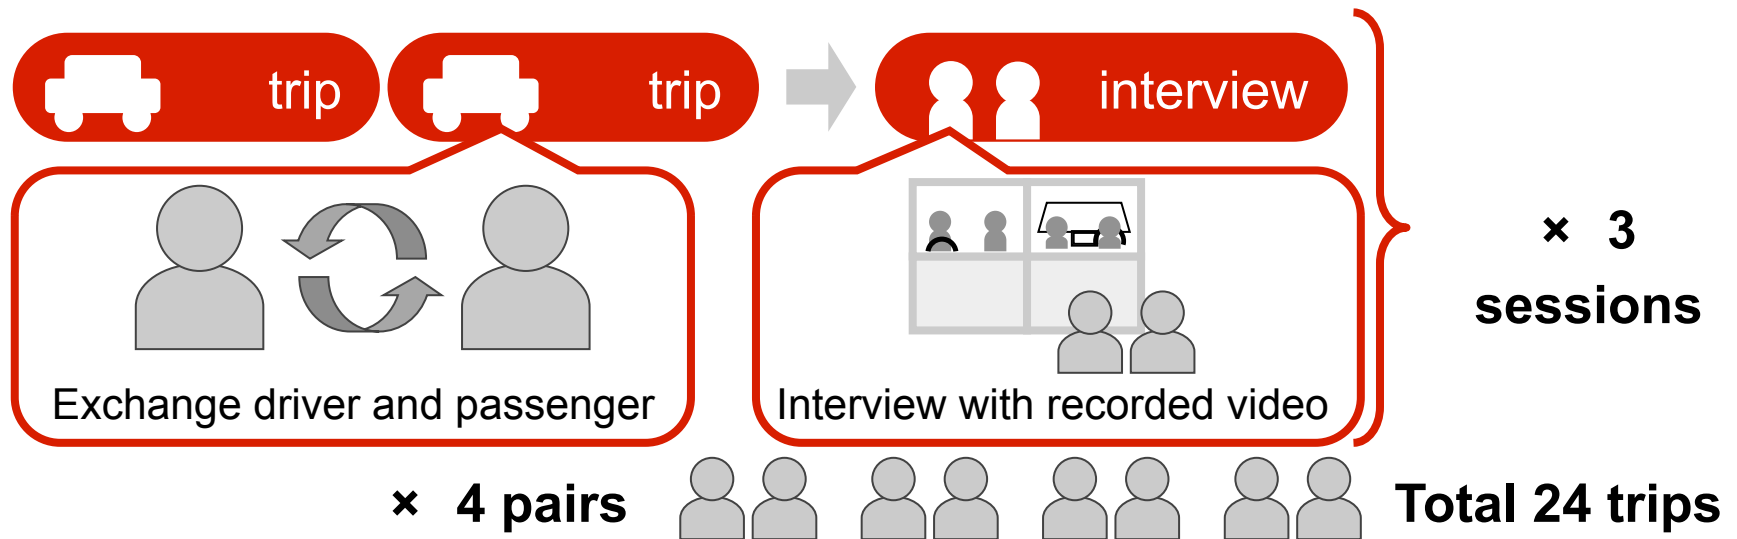 trip
trip
interview
Exchange driver and passenger
Interview with recorded video
× 3
sessions
× 4 pairs
Total 24 trips